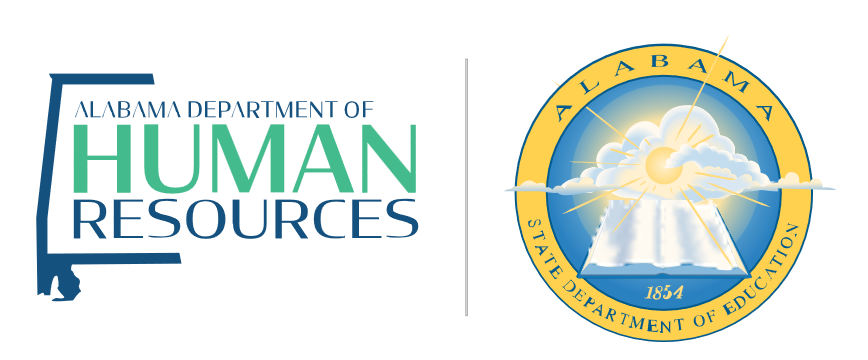 ALABAMA DEPARTMENT OF
HUMAN
RESOURCES
ALABAMA
1854
STATE DEPARTMENT OF EDUCATION